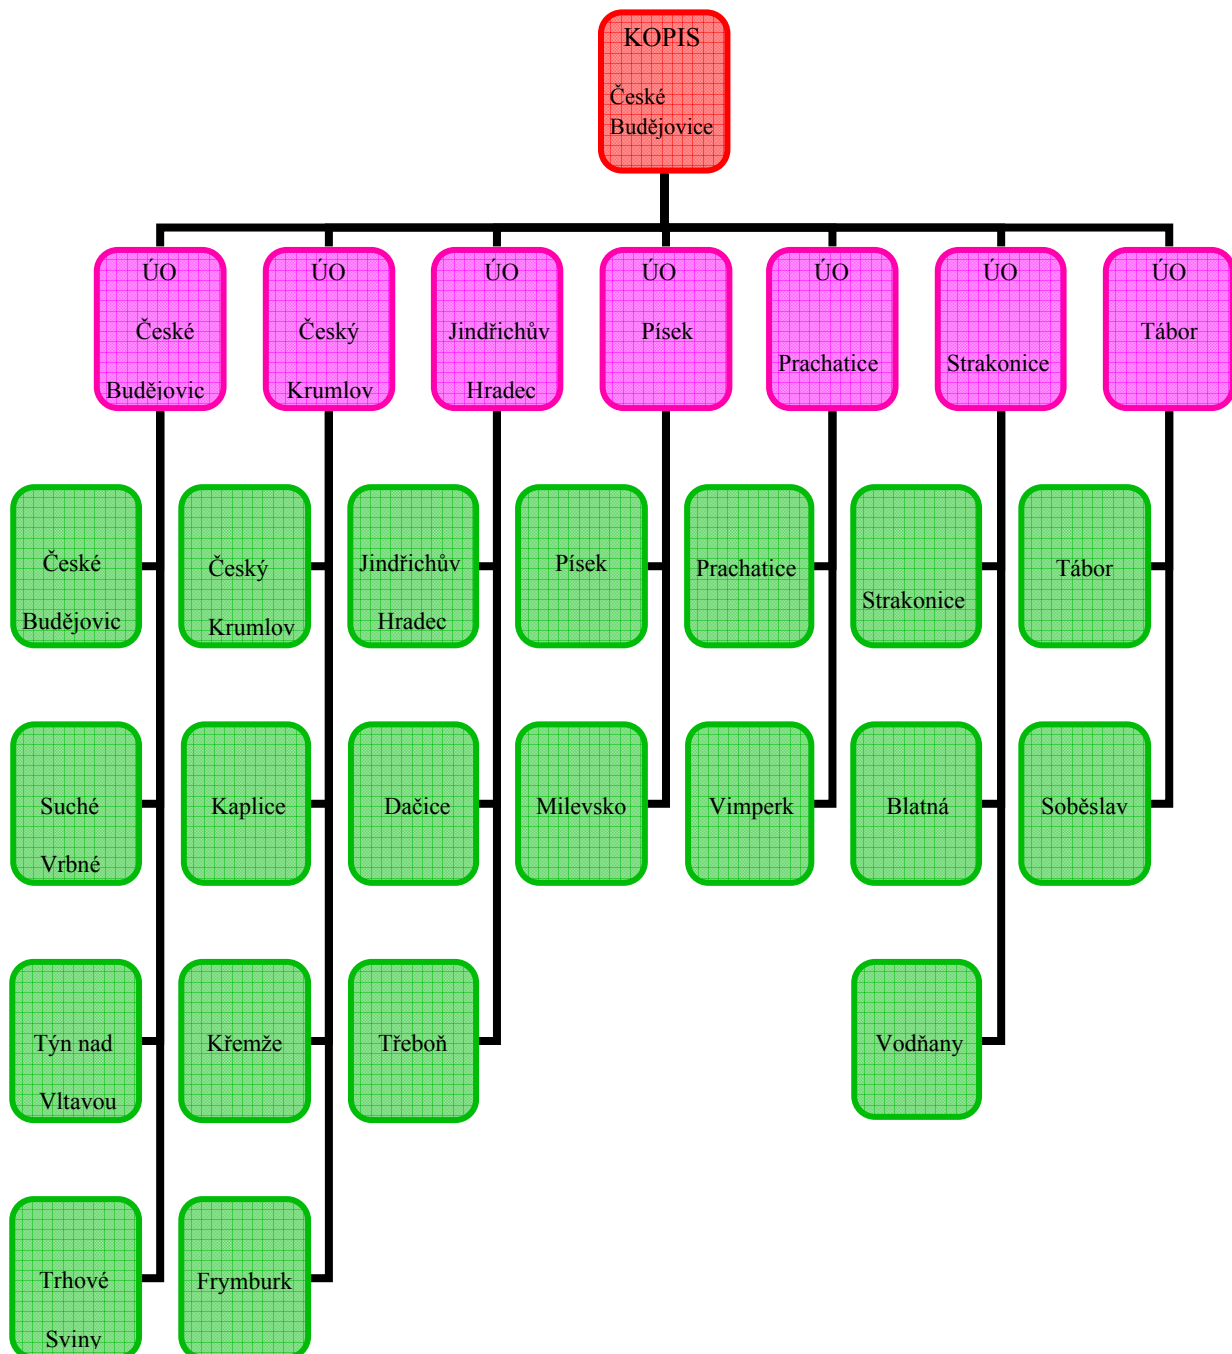 KOPIS
České
Budějovice
ÚO
České
Budějovic
ÚO
Český
Krumlov
ÚO
Jindřichův
Hradec
ÚO
Písek
ÚO
Prachatice
ÚO
Strakonice
ÚO
Tábor
České
Budějovic
Český
Krumlov
Jindřichův
Hradec
Písek
Prachatice
Strakonice
Tábor
Suché
Vrbné
Kaplice
Dačice
Milevsko
Vimperk
Blatná
Soběslav
Týn nad
Vltavou
Křemže
Třeboň
Vodňany
Trhové
Sviny
Frymburk